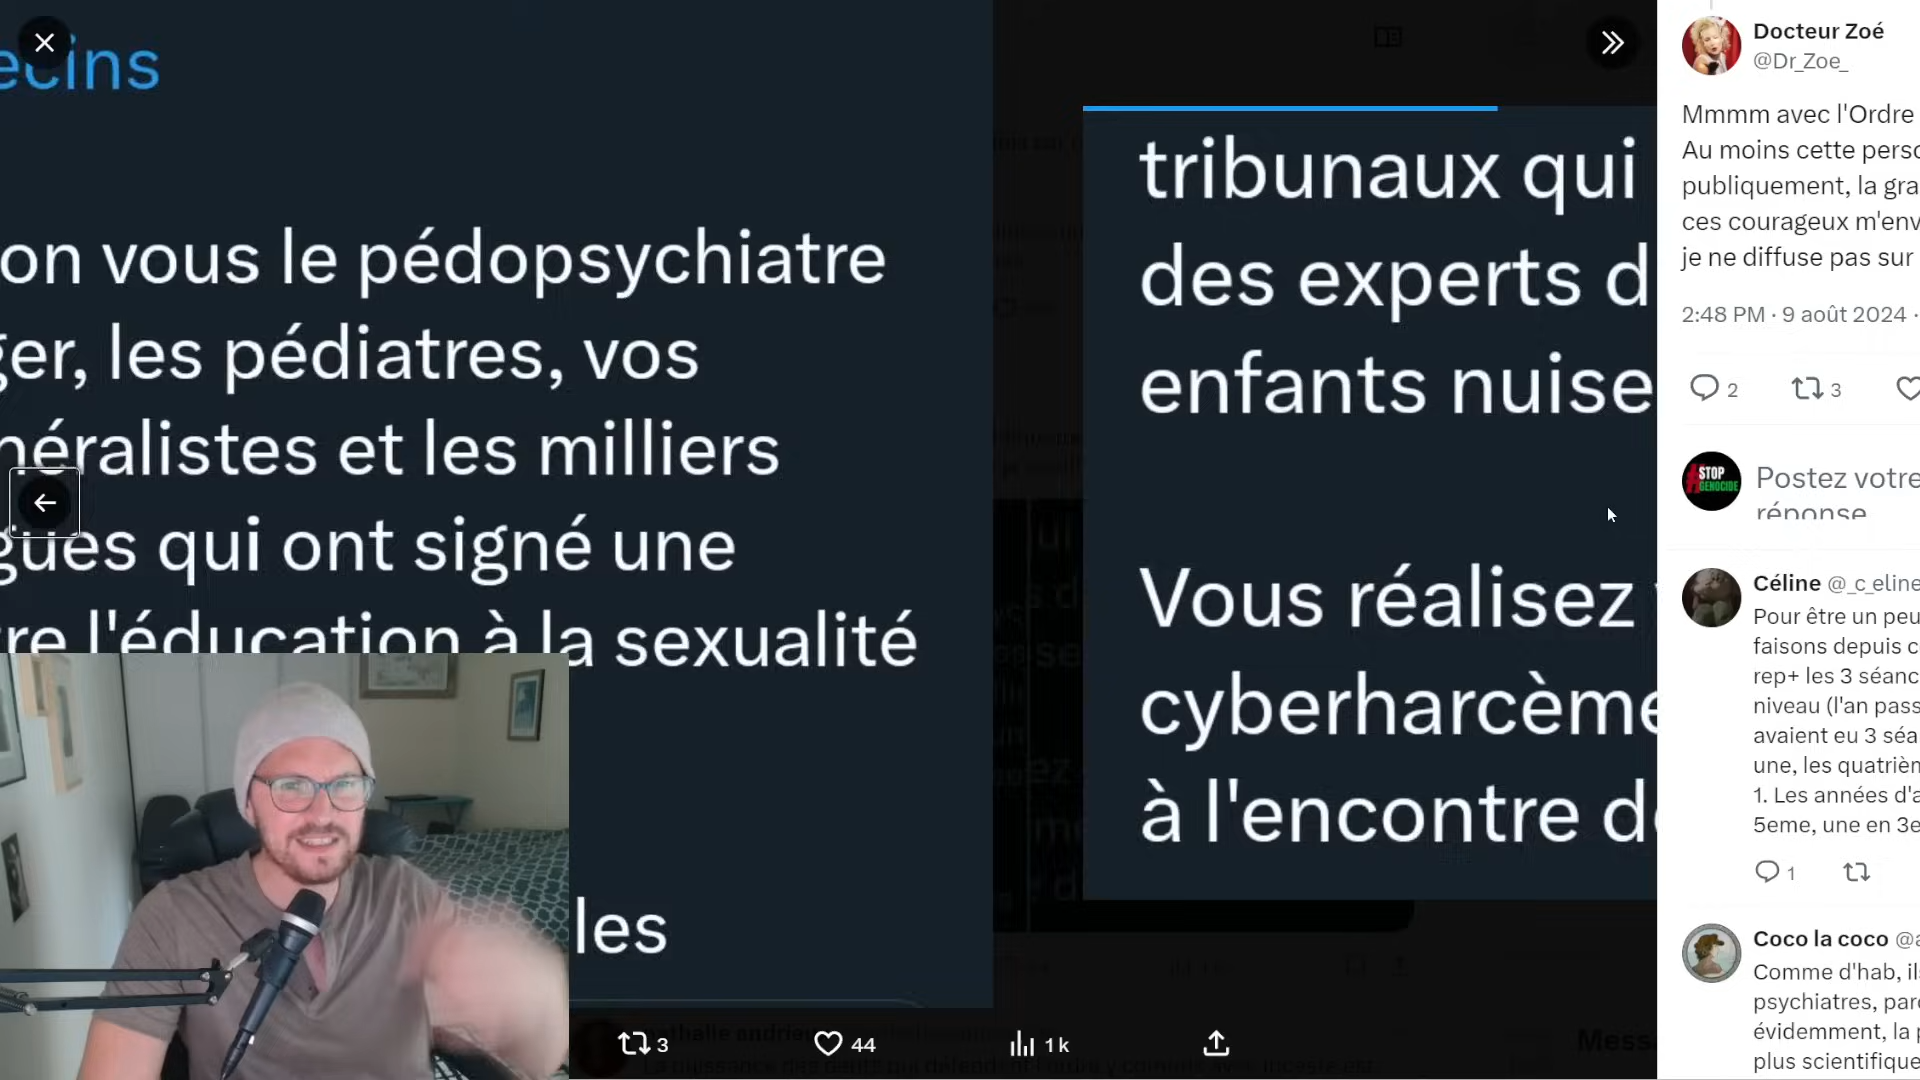 ecins
on vous le pédopsychiatre
ger, les pédiatres, vos
néralistes et les milliers
gues qui ont signé une
re l'éducation à la sexualité
les
tribunaux qui
des experts d
enfants nuise
Vous réalisez
cyberharcème
à l'encontre de
3
44
1 k
Docteur Zoé
@Dr_Zoe_
Mmmm avec l'Ordre
Au moins cette perso
publiquement, la gra
ces courageux m'env
je ne diffuse pas sur
2:48 PM · 9 août 2024 ·
2
3
#STOP
GENOCIDE
Postez votre
réponse
Céline @_c_eline
Pour être un peu
faisons depuis c
rep+ les 3 séanc
niveau (l'an pass
avaient eu 3 séa
une, les quatrièm
1. Les années d'a
5eme, une en 3e
1
Coco la coco @a
Comme d'hab, il
psychiatres, par
évidemment, la p
plus scientifique